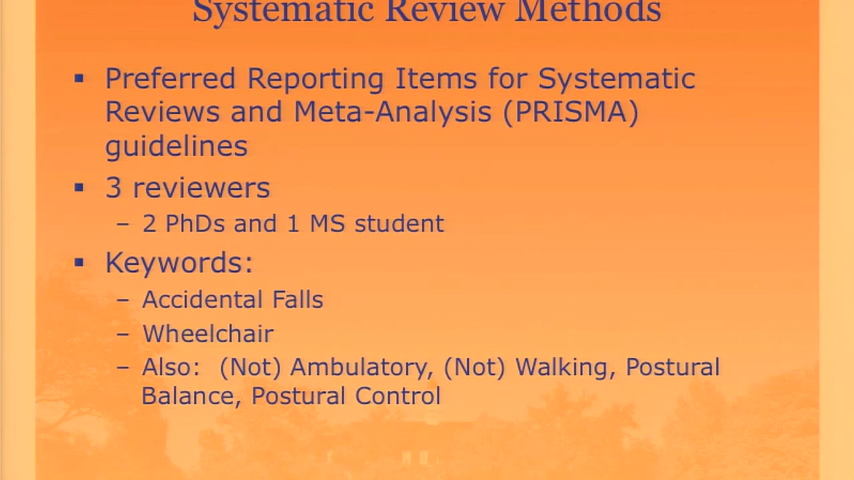 Systematic Review Methods
▪ Preferred Reporting Items for Systematic
Reviews and Meta-Analysis (PRISMA)
guidelines
▪ 3 reviewers
– 2 PhDs and 1 MS student
▪ Keywords:
– Accidental Falls
– Wheelchair
– Also:  (Not) Ambulatory, (Not) Walking, Postural
Balance, Postural Control